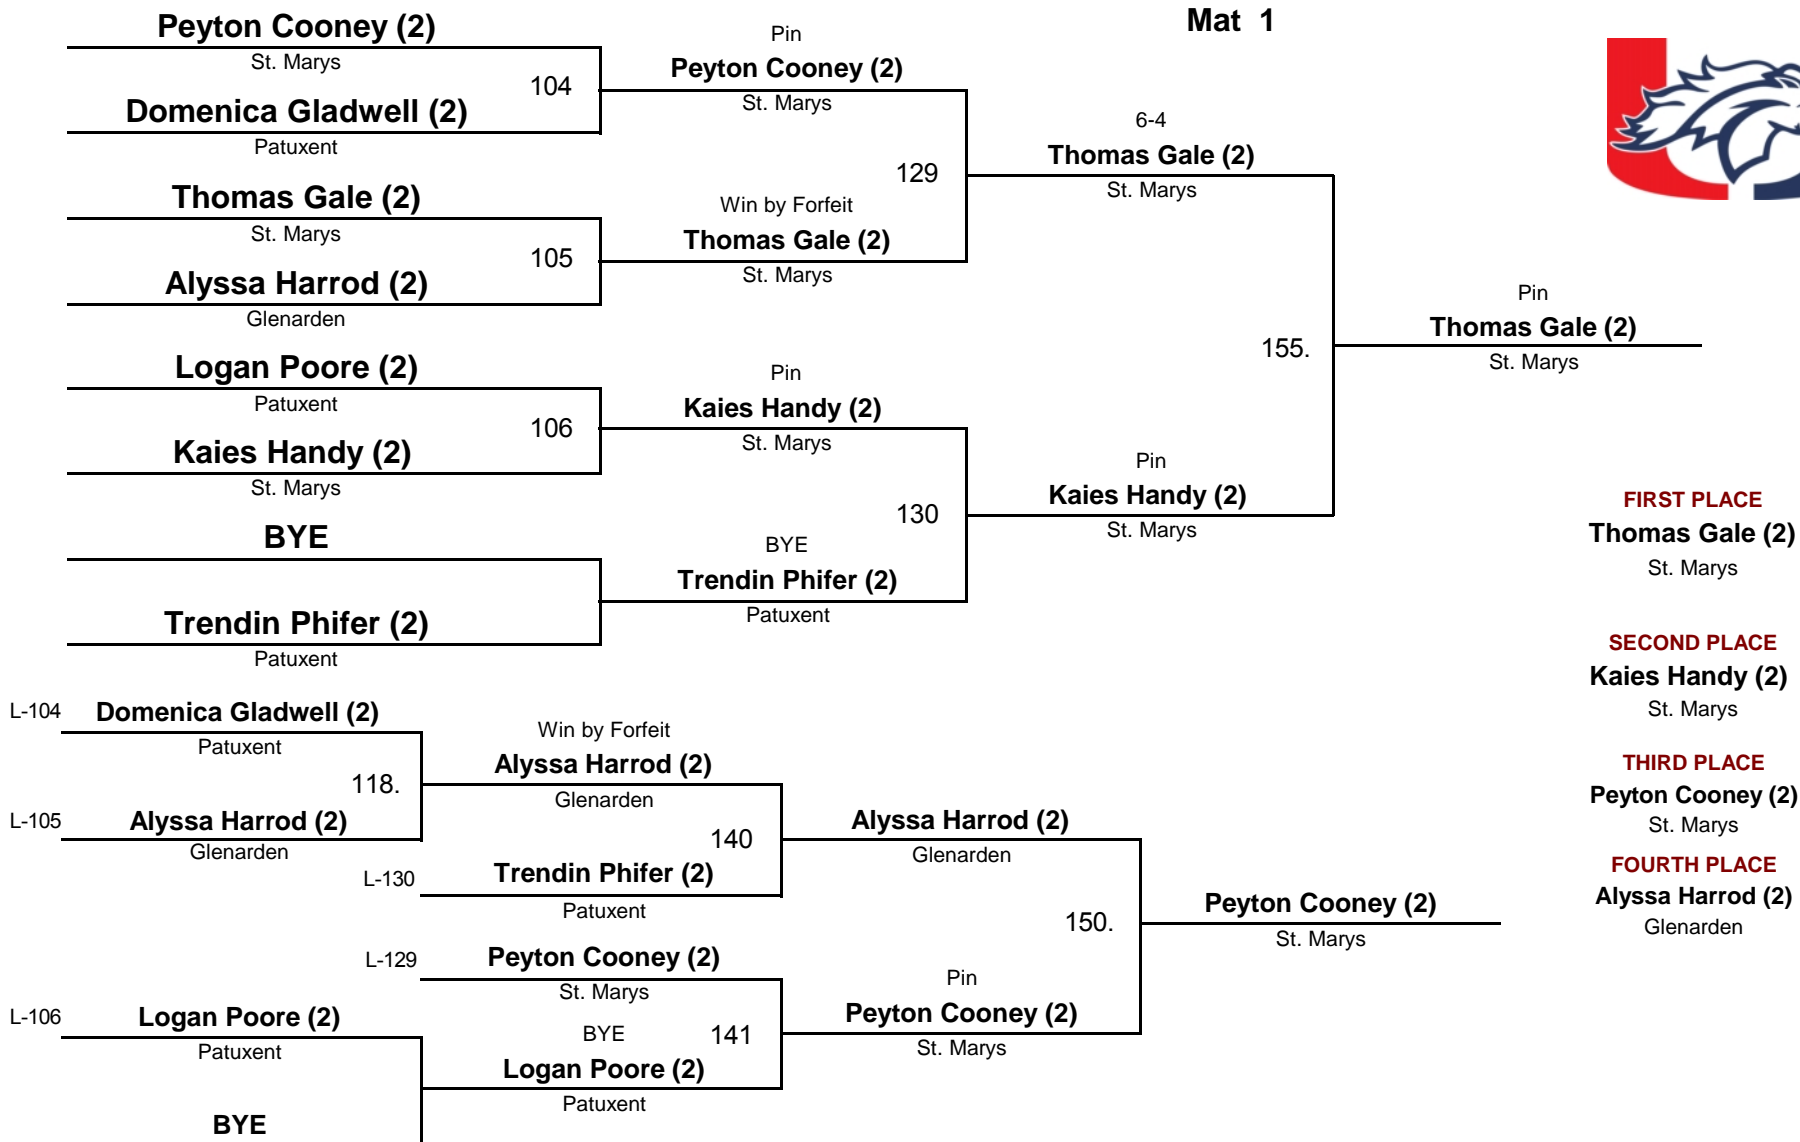 Mat 1
Peyton Cooney (2)
St. Marys
104
Domenica Gladwell (2)
Patuxent
Thomas Gale (2)
St. Marys
105
Alyssa Harrod (2)
Glenarden
Logan Poore (2)
Patuxent
106
Kaies Handy (2)
St. Marys
BYE
Trendin Phifer (2)
Patuxent
Pin
Peyton Cooney (2)
St. Marys
129
Win by Forfeit
Thomas Gale (2)
St. Marys
Pin
Kaies Handy (2)
St. Marys
130
BYE
Trendin Phifer (2)
Patuxent
6-4
Thomas Gale (2)
St. Marys
155.
Pin
Kaies Handy (2)
St. Marys
Pin
Thomas Gale (2)
St. Marys
FIRST PLACE
Thomas Gale (2)
St. Marys
SECOND PLACE
Kaies Handy (2)
St. Marys
THIRD PLACE
Peyton Cooney (2)
St. Marys
FOURTH PLACE
Alyssa Harrod (2)
Glenarden
L-104
Domenica Gladwell (2)
Patuxent
118.
L-105
Alyssa Harrod (2)
Glenarden
Win by Forfeit
Alyssa Harrod (2)
Glenarden
140
L-130
Trendin Phifer (2)
Patuxent
L-129
Peyton Cooney (2)
St. Marys
141
L-106
Logan Poore (2)
Patuxent
BYE
BYE
Logan Poore (2)
Patuxent
Alyssa Harrod (2)
Glenarden
150.
Pin
Peyton Cooney (2)
St. Marys
Peyton Cooney (2)
St. Marys